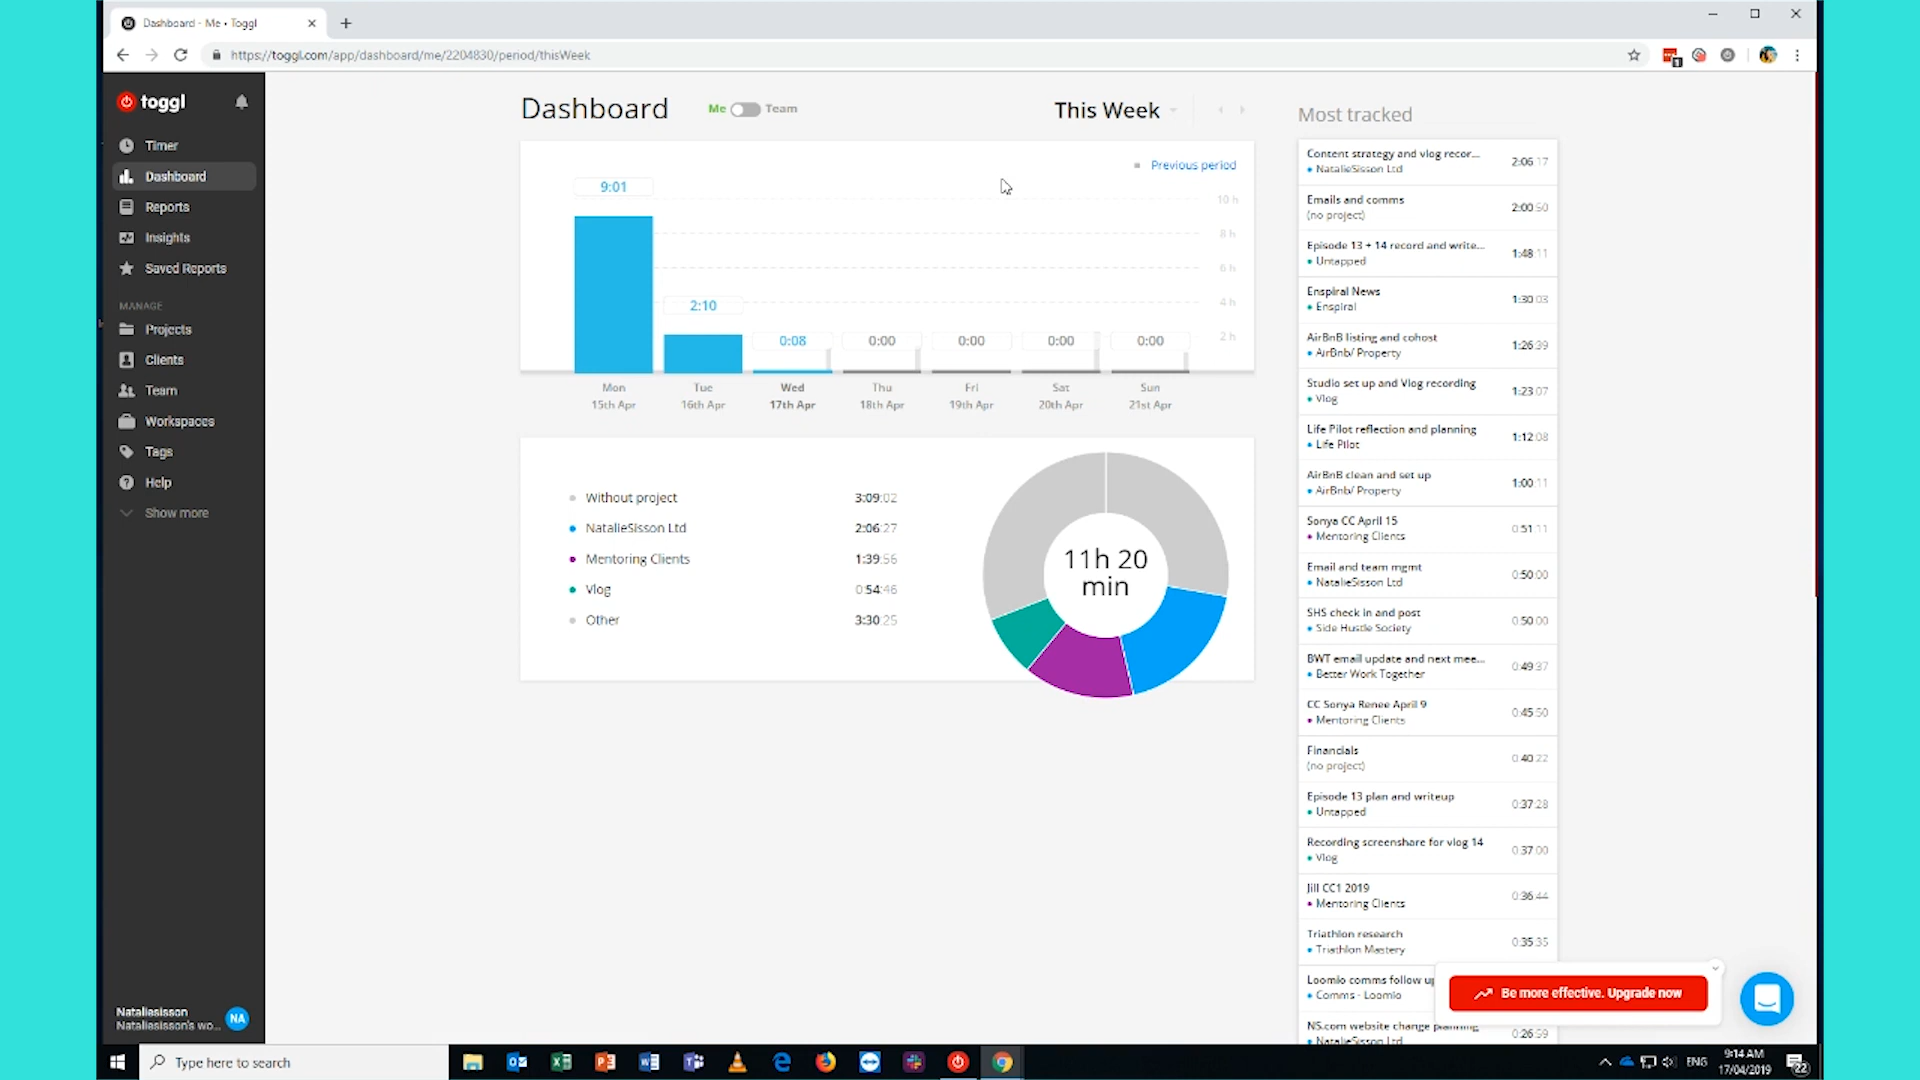 Dashboard - Me • Toggl
https://toggl.com/app/dashboard/me/2204830/period/thisWeek
toggl
Timer
Dashboard
Reports
Insights
Saved Reports
MANAGE
Projects
Clients
Team
Workspaces
Tags
Help
Show more
Nataliesisson
Nataliesisson's wo...
NA
Dashboard
Me Team
This Week
Previous period
10 h
8 h
6 h
4 h
2 h
9:01
2:10
0:08
0:00
0:00
0:00
0:00
Mon Tue Wed Thu Fri Sat Sun
15th Apr 16th Apr 17th Apr 18th Apr 19th Apr 20th Apr 21st Apr
Without project 3:09:02
NatalieSisson Ltd 2:06:27
Mentoring Clients 1:39:56
Vlog 0:54:46
Other 3:30:25
11h 20
min
Most tracked
Content strategy and vlog recor... 2:06:17
• NatalieSisson Ltd
Emails and comms 2:00:50
(no project)
Episode 13 + 14 record and write... 1:48:11
• Untapped
Enspiral News 1:30:03
• Enspiral
AirBnB listing and cohost 1:26:39
• AirBnb/ Property
Studio set up and Vlog recording 1:23:07
• Vlog
Life Pilot reflection and planning 1:12:08
• Life Pilot
AirBnB clean and set up 1:00:11
• AirBnb/ Property
Sonya CC April 15 0:51:11
• Mentoring Clients
Email and team mgmt 0:50:00
• NatalieSisson Ltd
SHS check in and post 0:50:00
• Side Hustle Society
BWT email update and next mee... 0:49:37
• Better Work Together
CC Sonya Renee April 9 0:45:50
• Mentoring Clients
Financials 0:40:22
(no project)
Episode 13 plan and writeup 0:37:28
• Untapped
Recording screenshare for vlog 14 0:37:00
• Vlog
Jill CC1 2019 0:36:44
• Mentoring Clients
Triathlon research 0:35:35
• Triathlon Mastery
Loomio comms follow up
• Comms - Loomio
NS.com website change planning 0:26:59
• NatalieSisson Ltd
Be more effective. Upgrade now
Type here to search
ENG
9:14 AM
17/04/2019
22